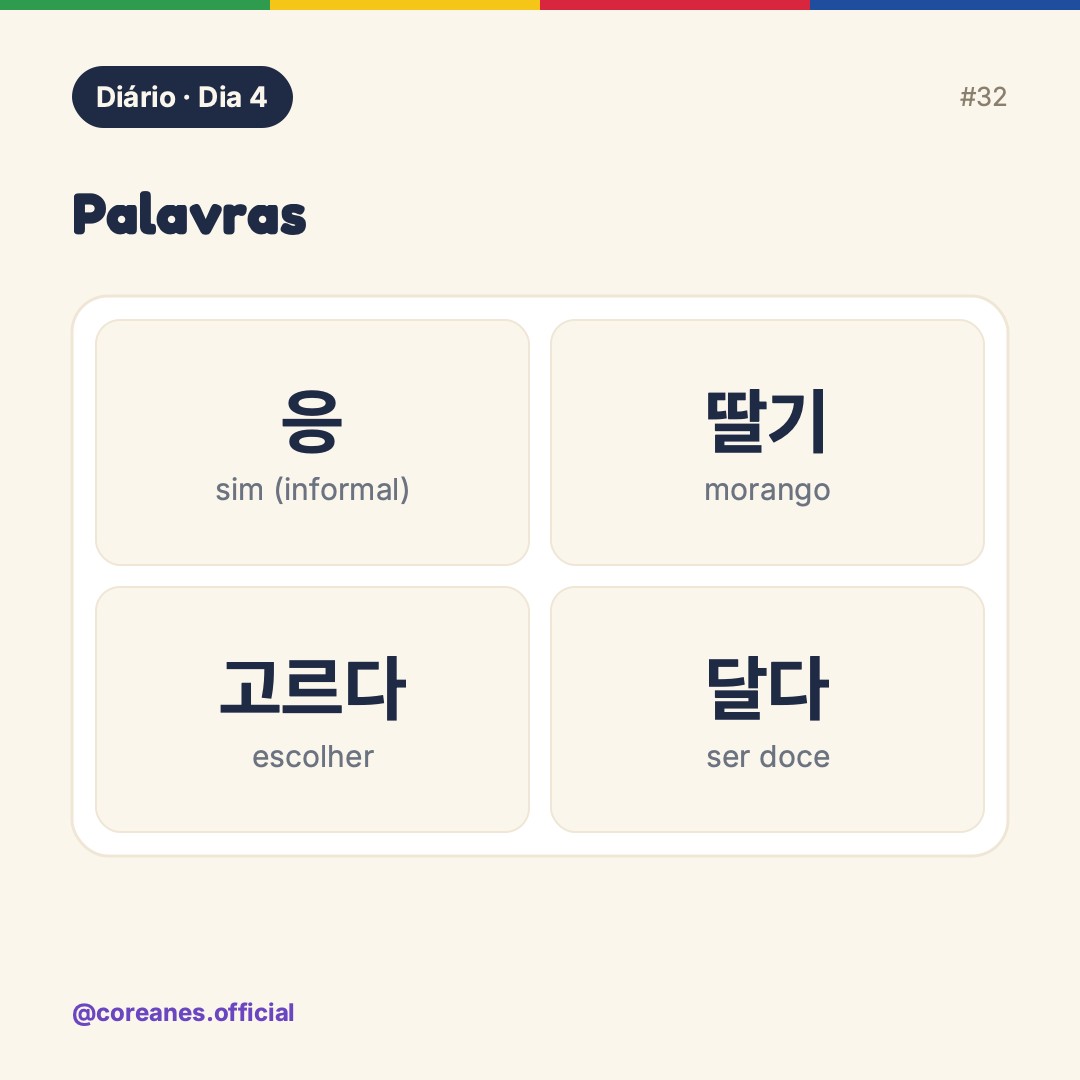 Diário · Dia 4
#32
Palavras
응
sim (informal)
딸기
morango
고르다
escolher
달다
ser doce
@coreanes.official